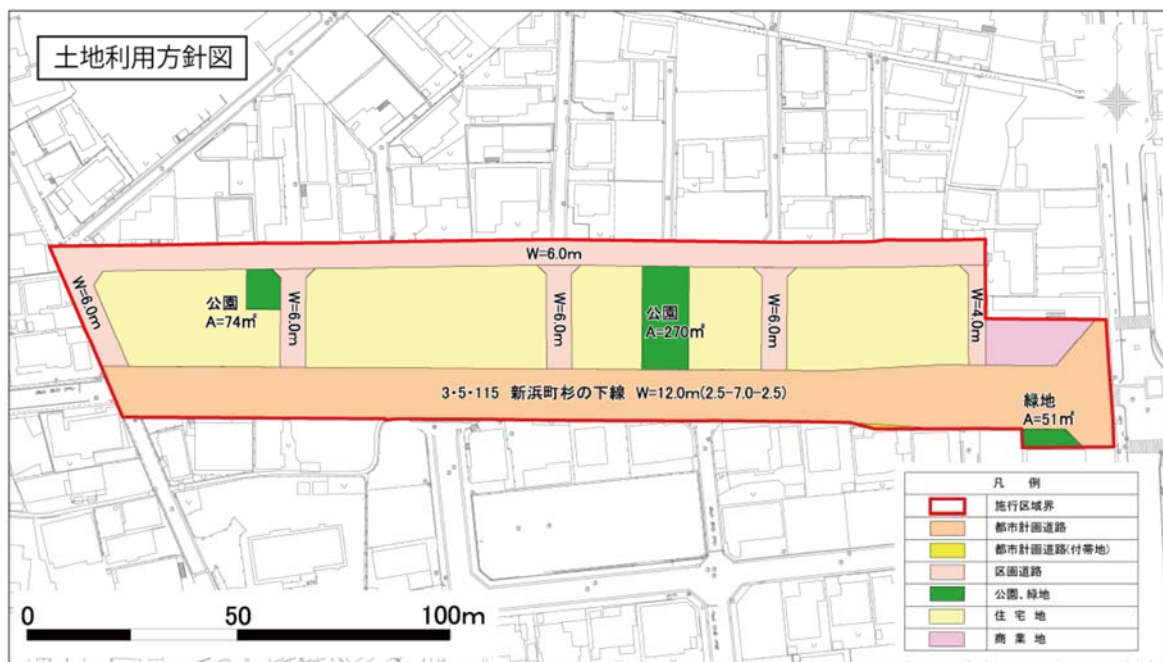 土地利用方針図
W=6.0m
W=6.0m
公園
A=74㎡
W=6.0m
W=6.0m
公園
A=270㎡
W=6.0m
W=4.0m
3・5・115 新浜町杉の下線 W=12.0m(2.5-7.0-2.5)
緑地
A=51㎡
凡 例
施行区域界
都市計画道路
都市計画道路(付帯地)
区画道路
公園、緑地
住 宅 地
商 業 地
0 50 100m